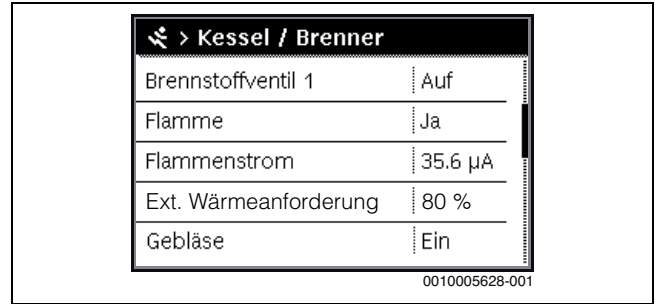 > Kessel / Brenner
Brennstoffventil 1 Auf
Flamme Ja
Flammenstrom 35.6 µA
Ext. Wärmeanforderung 80 %
Gebläse Ein
0010005628-001